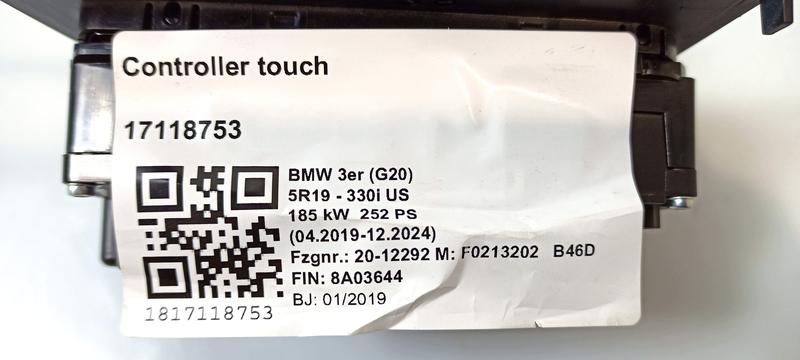 Controller touch
17118753
BMW 3er (G20)
5R19 - 330i US
185 kW 252 PS
(04.2019-12.2024)
Fzgnr.: 20-12292 M: F0213202 B46D
FIN: 8A03644
BJ: 01/2019
1817118753